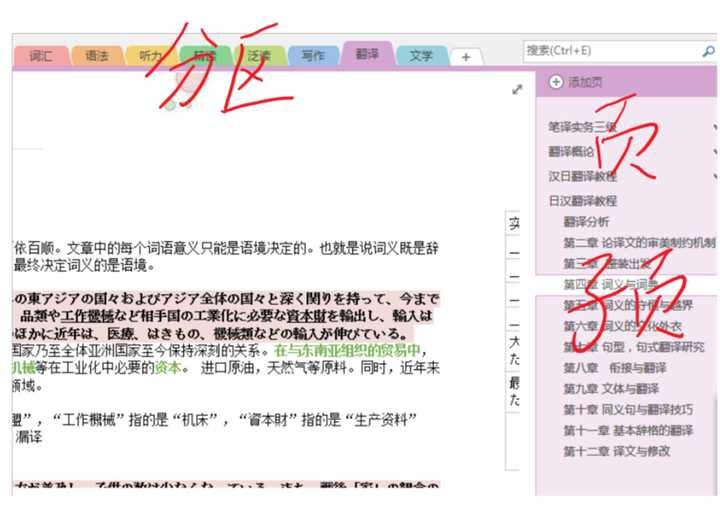 词汇 语法 听力 精读 泛读 写作 翻译 文学 +
搜索(Ctrl+E)
分区
添加页
页
笔译实务三级
翻译概论
汉日翻译教程
日汉翻译教程
翻译分析
第二章 论译文的审美制约机制
第三章 整装出发
第四章 词义与词典
子页
第五章 词义的守恒与越界
第六章 词义的文化外衣
第七章 句型,句式翻译研究
第八章 衔接与翻译
第九章 文体与翻译
第十章 同义句与翻译技巧
第十一章 基本辞格的翻译
第十二章 译文与修改
依百顺。文章中的每个词语意义只能是语境决定的。也就是说词义既是辞
最终决定词义的是语境。
の東アジアの国々およびアジア全体の国々と深く関りを持って、今まで
品類や工作機械など相手国の工業化に必要な資本財を輸出し、輸入は
ほかに近年は、医療、はきもの、機械類などの輸入が伸びている。
国家乃至全体亚洲国家至今保持深刻的关系。在与东南亚组织的贸易中,
机械等在工业化中必要的资本。 进口原油,天然气等原料。同时,近年来
领域。
盟”,“工作機械”指的是“机床”,“資本財”指的是“生产资料”
漏译
实
大
た
最
た